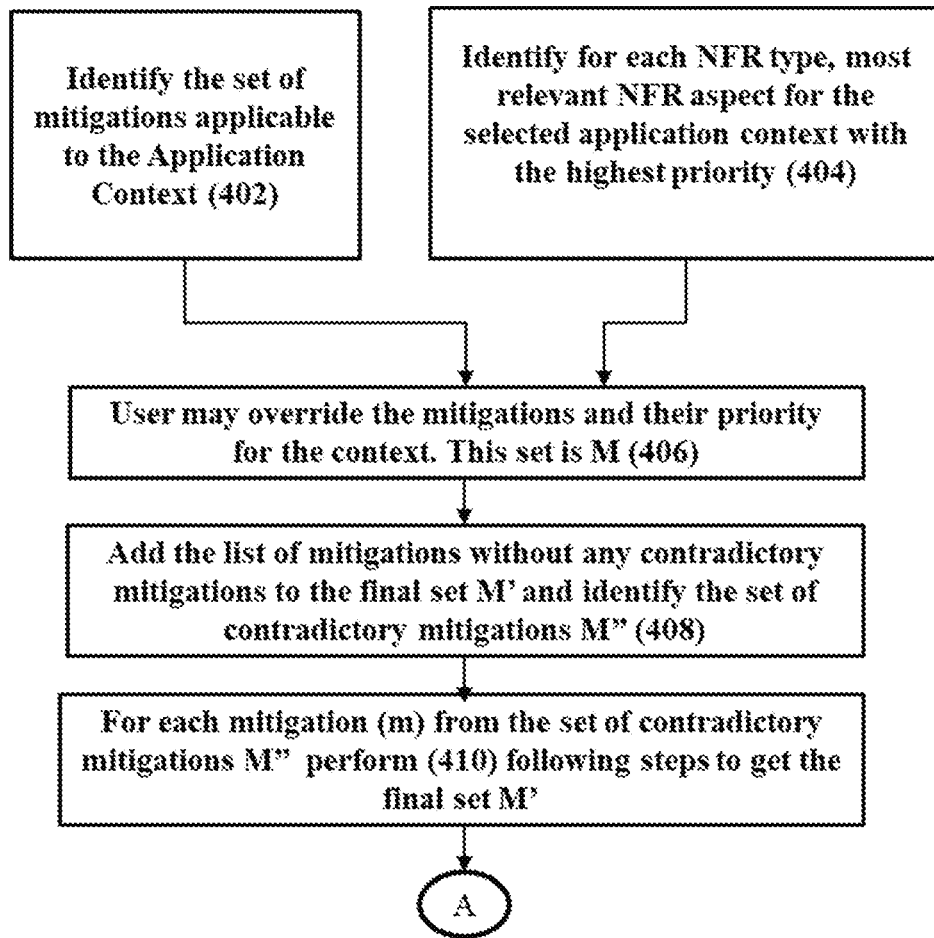 Identify the set of
mitigations applicable
to the Application
Context (402)
Identify for each NFR type, most
relevant NFR aspect for the
selected application context with
the highest priority (404)
User may override the mitigations and their priority
for the context. This set is M (406)
Add the list of mitigations without any contradictory
mitigations to the final set M’ and identify the set of
contradictory mitigations M” (408)
For each mitigation (m) from the set of contradictory
mitigations M” perform (410) following steps to get the
final set M’
A